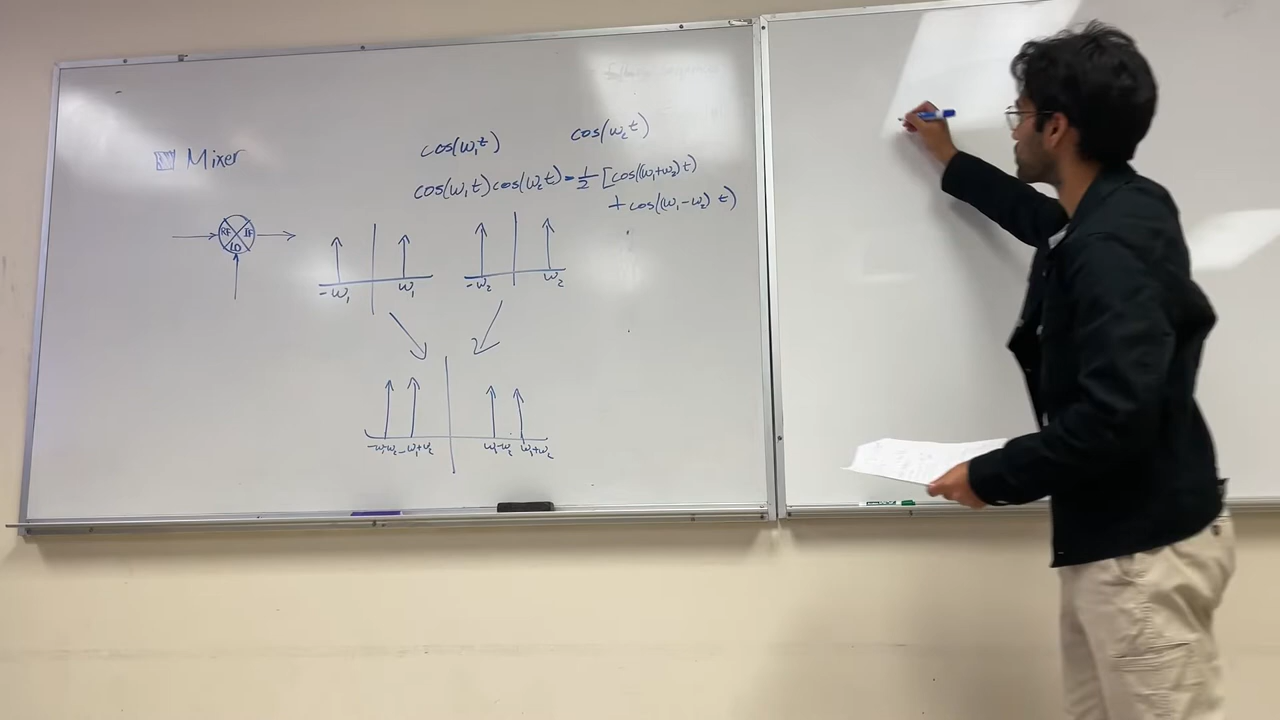 Mixer
cos(ω₁t)
cos(ω₂t)
cos(ω₁t)cos(ω₂t) = 1/2 [cos((ω₁+ω₂)t)
+ cos((ω₁-ω₂) t)
RF IF
LO
-ω₁ ω₁
-ω₂ ω₂
-ω₁-ω₂ -ω₁+ω₂ ω₁-ω₂ ω₁+ω₂